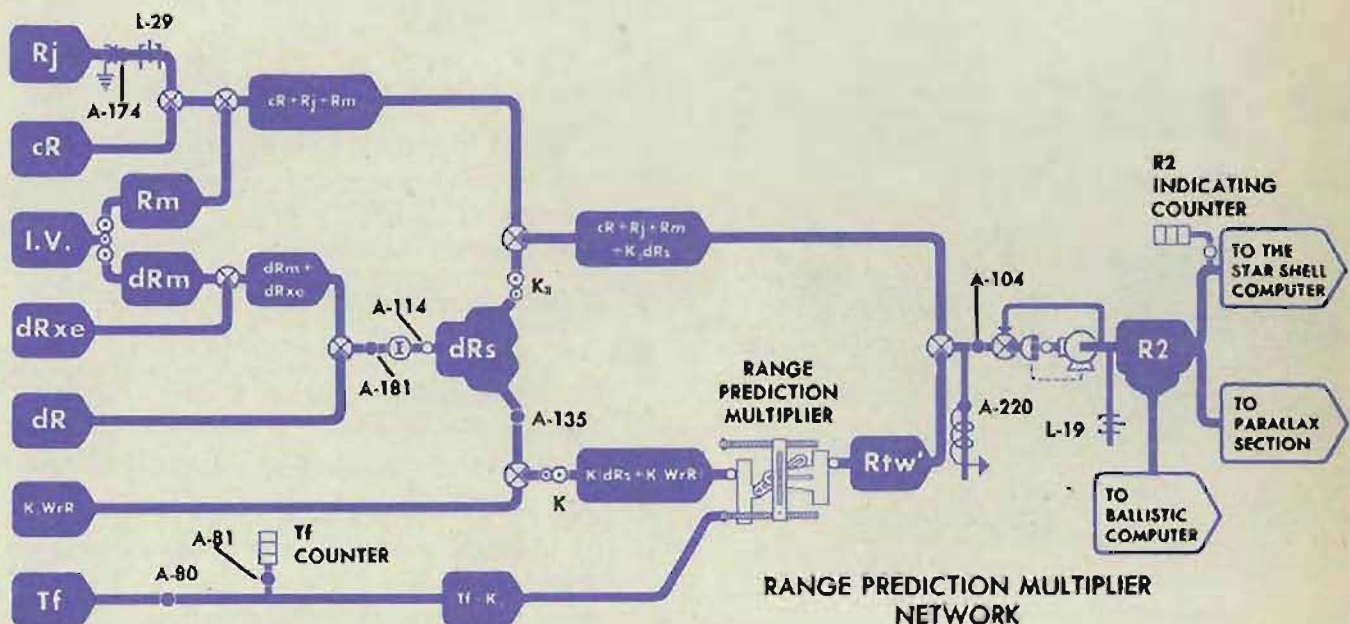 L-29
Rj
A-174
cR + Rj + Rm
cR
Rm
I.V.
dRm
dRm +
dRxe
dRxe
A-114
dRs
A-181
dR
A-135
cR + Rj + Rm
RANGE
PREDICTION
MULTIPLIER
Rtw'
A-104
A-220
L-19
R2
R2
INDICATING
COUNTER
TO THE
STAR SHELL
COMPUTER
TO
PARALLAX
SECTION
TO
BALLISTIC
COMPUTER
K
K WrR
K dRs + K WrR
A-81
Tf
COUNTER
A-80
Tf
RANGE PREDICTION MULTIPLIER
NETWORK